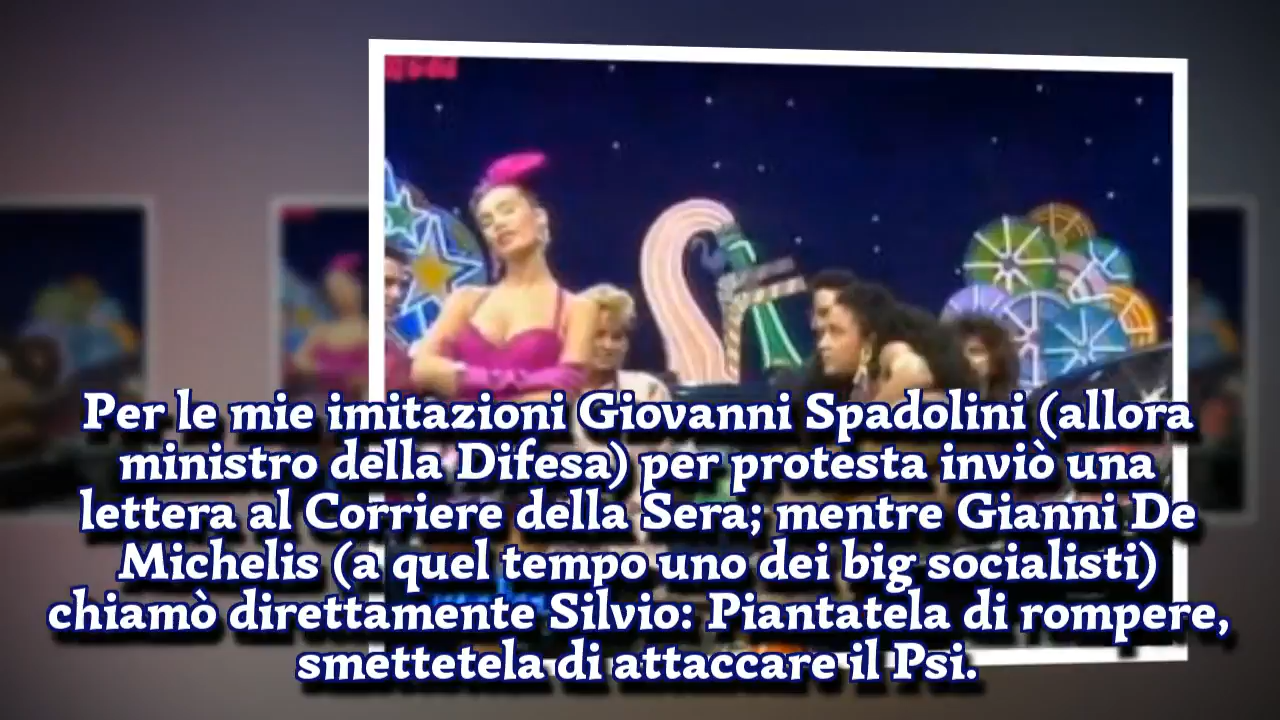 Per le mie imitazioni Giovanni Spadolini (allora
ministro della Difesa) per protesta inviò una
lettera al Corriere della Sera; mentre Gianni De
Michelis (a quel tempo uno dei big socialisti)
chiamò direttamente Silvio: Piantatela di rompere,
smettetela di attaccare il Psi.